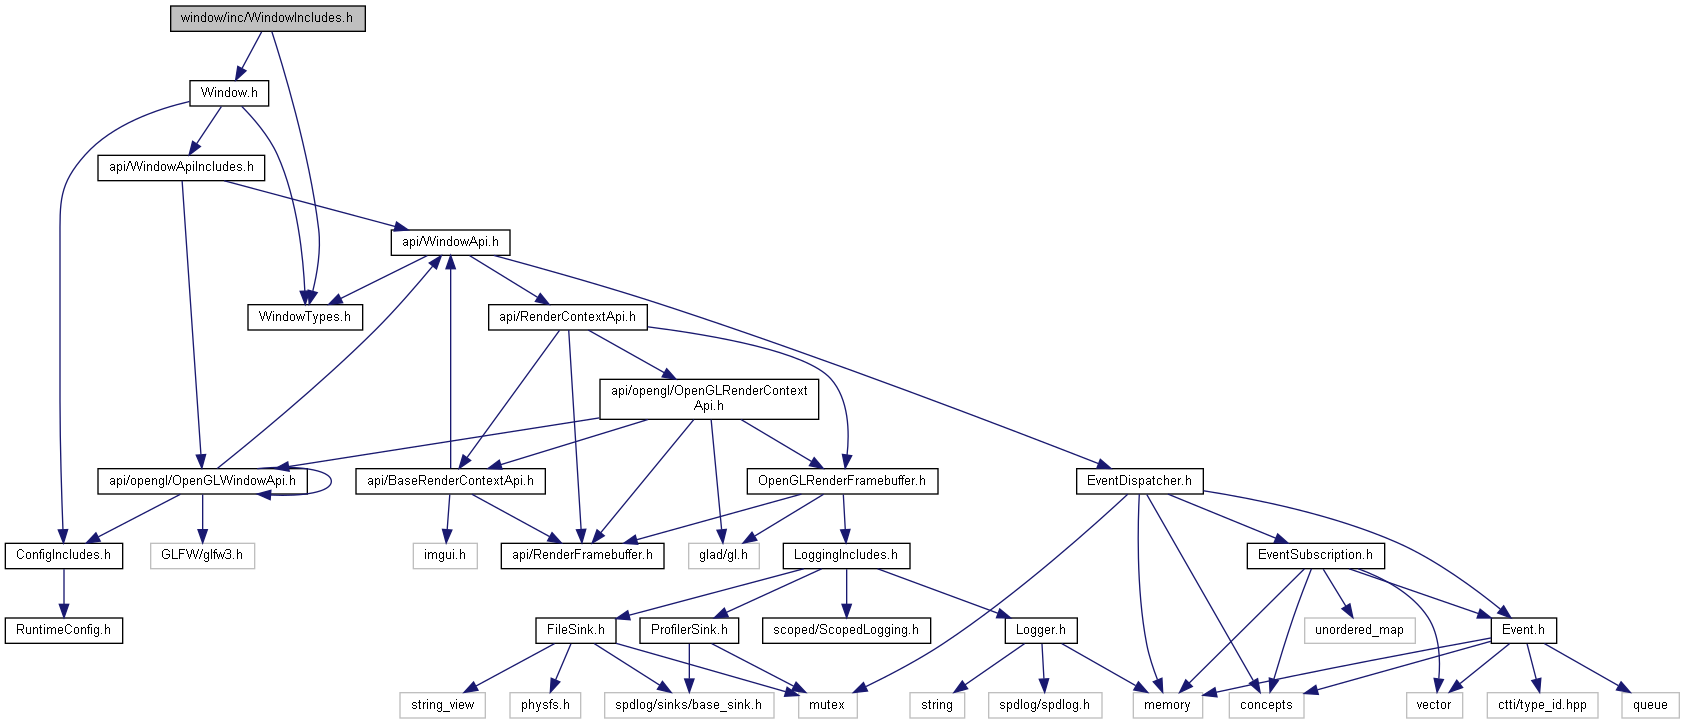 window/inc/WindowIncludes.h
Window.h
api/WindowApiIncludes.h
api/WindowApi.h
WindowTypes.h
api/RenderContextApi.h
api/opengl/OpenGLRenderContext
Api.h
api/opengl/OpenGLWindowApi.h
api/BaseRenderContextApi.h
OpenGLRenderFramebuffer.h
EventDispatcher.h
ConfigIncludes.h
GLFW/glfw3.h
imgui.h
api/RenderFramebuffer.h
glad/gl.h
LoggingIncludes.h
EventSubscription.h
RuntimeConfig.h
FileSink.h
ProfilerSink.h
scoped/ScopedLogging.h
Logger.h
unordered_map
Event.h
string_view
physfs.h
spdlog/sinks/base_sink.h
mutex
string
spdlog/spdlog.h
memory
concepts
vector
ctti/type_id.hpp
queue